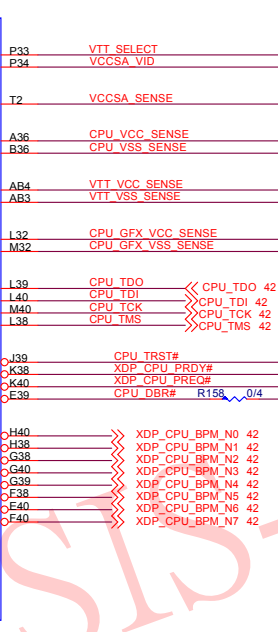 P33 VTT_SELECT
P34 VCCSA_VID
T2 VCCSA_SENSE
A36 CPU_VCC_SENSE
B36 CPU_VSS_SENSE
AB4 VTT_VCC_SENSE
AB3 VTT_VSS_SENSE
L32 CPU_GFX_VCC_SENSE
M32 CPU_GFX_VSS_SENSE
L39 CPU_TDO CPU_TDO 42
L40 CPU_TDI CPU_TDI 42
M40 CPU_TCK CPU_TCK 42
L38 CPU_TMS CPU_TMS 42
J39 CPU_TRST#
K38 XDP_CPU_PRDY#
K40 XDP_CPU_PREQ#
E39 CPU_DBR# R158 0/4
H40 XDP_CPU_BPM_N0 42
H38 XDP_CPU_BPM_N1 42
G38 XDP_CPU_BPM_N2 42
G40 XDP_CPU_BPM_N3 42
G39 XDP_CPU_BPM_N4 42
F38 XDP_CPU_BPM_N5 42
E40 XDP_CPU_BPM_N6 42
F40 XDP_CPU_BPM_N7 42
SIS-